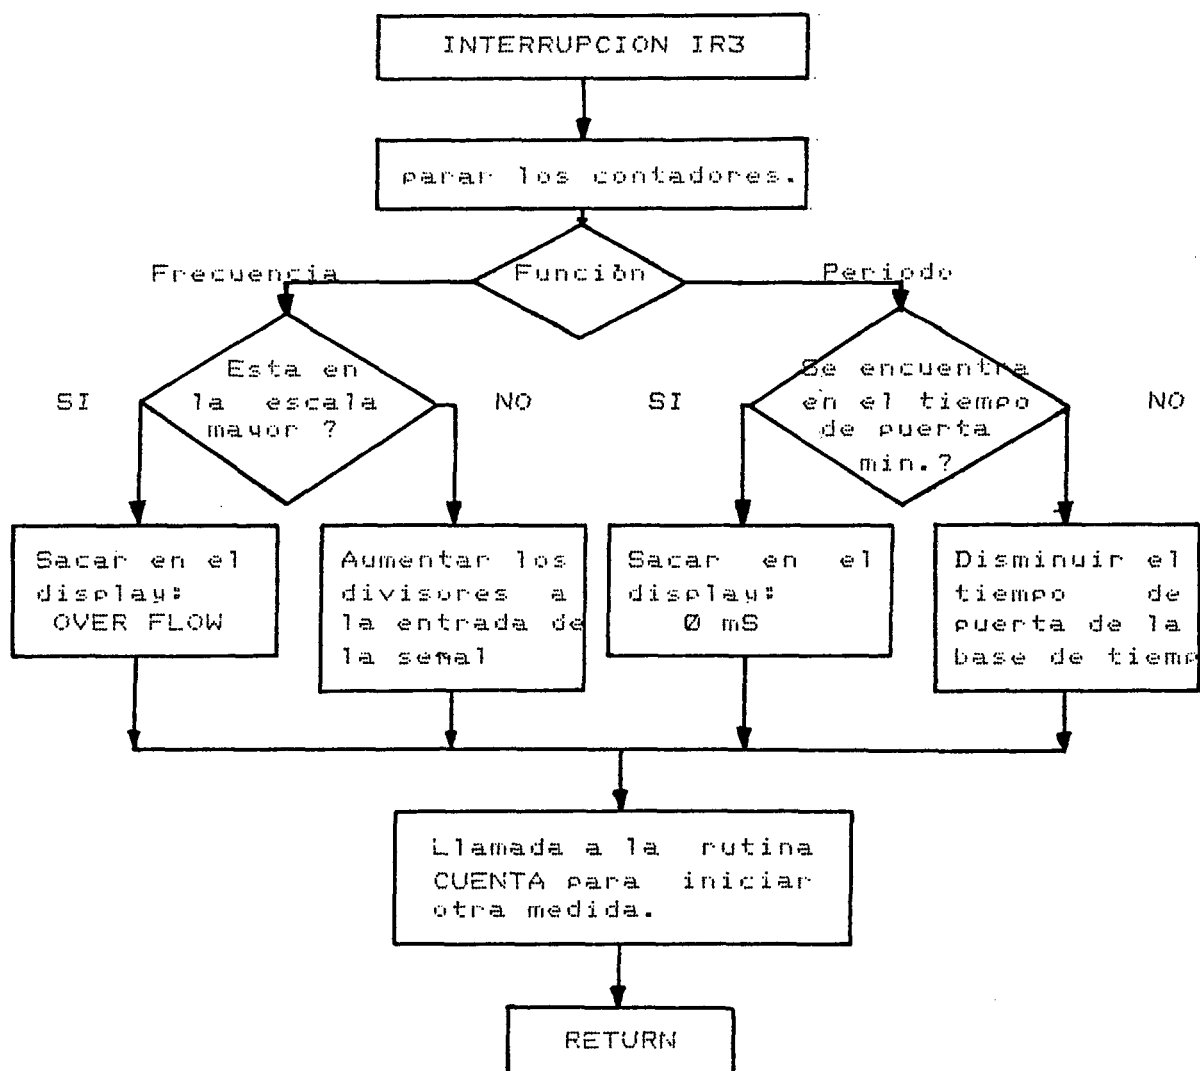 INTERRUPCION IR3
parar los contadores.
Frecuencia
Función
Periodo
Esta en
la escala
mayor ?
SI
NO
Se encuentra
en el tiempo
de puerta
min.?
SI
NO
Sacar en el
display:
OVER FLOW
Aumentar los
divisores a
la entrada de
la señal
Sacar en el
display:
0 mS
Disminuir el
tiempo de
puerta de la
base de tiemp
Llamada a la rutina
CUENTA para iniciar
otra medida.
RETURN